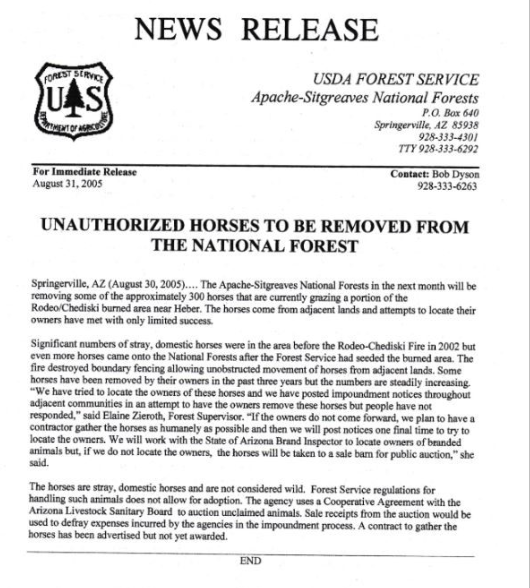 NEWS RELEASE
FOREST SERVICE
U S
DEPARTMENT OF AGRICULTURE
USDA FOREST SERVICE
Apache-Sitgreaves National Forests
P.O. Box 640
Springerville, AZ 85938
928-333-4301
TTY 928-333-6292
For Immediate Release
August 31, 2005
Contact: Bob Dyson
928-333-6263
UNAUTHORIZED HORSES TO BE REMOVED FROM
THE NATIONAL FOREST
Springerville, AZ (August 30, 2005).... The Apache-Sitgreaves National Forests in the next month will be
removing some of the approximately 300 horses that are currently grazing a portion of the
Rodeo/Chediski burned area near Heber. The horses come from adjacent lands and attempts to locate their
owners have met with only limited success.
Significant numbers of stray, domestic horses were in the area before the Rodeo-Chediski Fire in 2002 but
even more horses came onto the National Forests after the Forest Service had seeded the burned area. The
fire destroyed boundary fencing allowing unobstructed movement of horses from adjacent lands. Some
horses have been removed by their owners in the past three years but the numbers are steadily increasing.
"We have tried to locate the owners of these horses and we have posted impoundment notices throughout
adjacent communities in an attempt to have the owners remove these horses but people have not
responded," said Elaine Zieroth, Forest Supervisor. "If the owners do not come forward, we plan to have a
contractor gather the horses as humanely as possible and then we will post notices one final time to try to
locate the owners. We will work with the State of Arizona Brand Inspector to locate owners of branded
animals but, if we do not locate the owners, the horses will be taken to a sale barn for public auction," she
said.
The horses are stray, domestic horses and are not considered wild. Forest Service regulations for
handling such animals does not allow for adoption. The agency uses a Cooperative Agreement with the
Arizona Livestock Sanitary Board to auction unclaimed animals. Sale receipts from the auction would be
used to defray expenses incurred by the agencies in the impoundment process. A contract to gather the
horses has been advertised but not yet awarded.
END